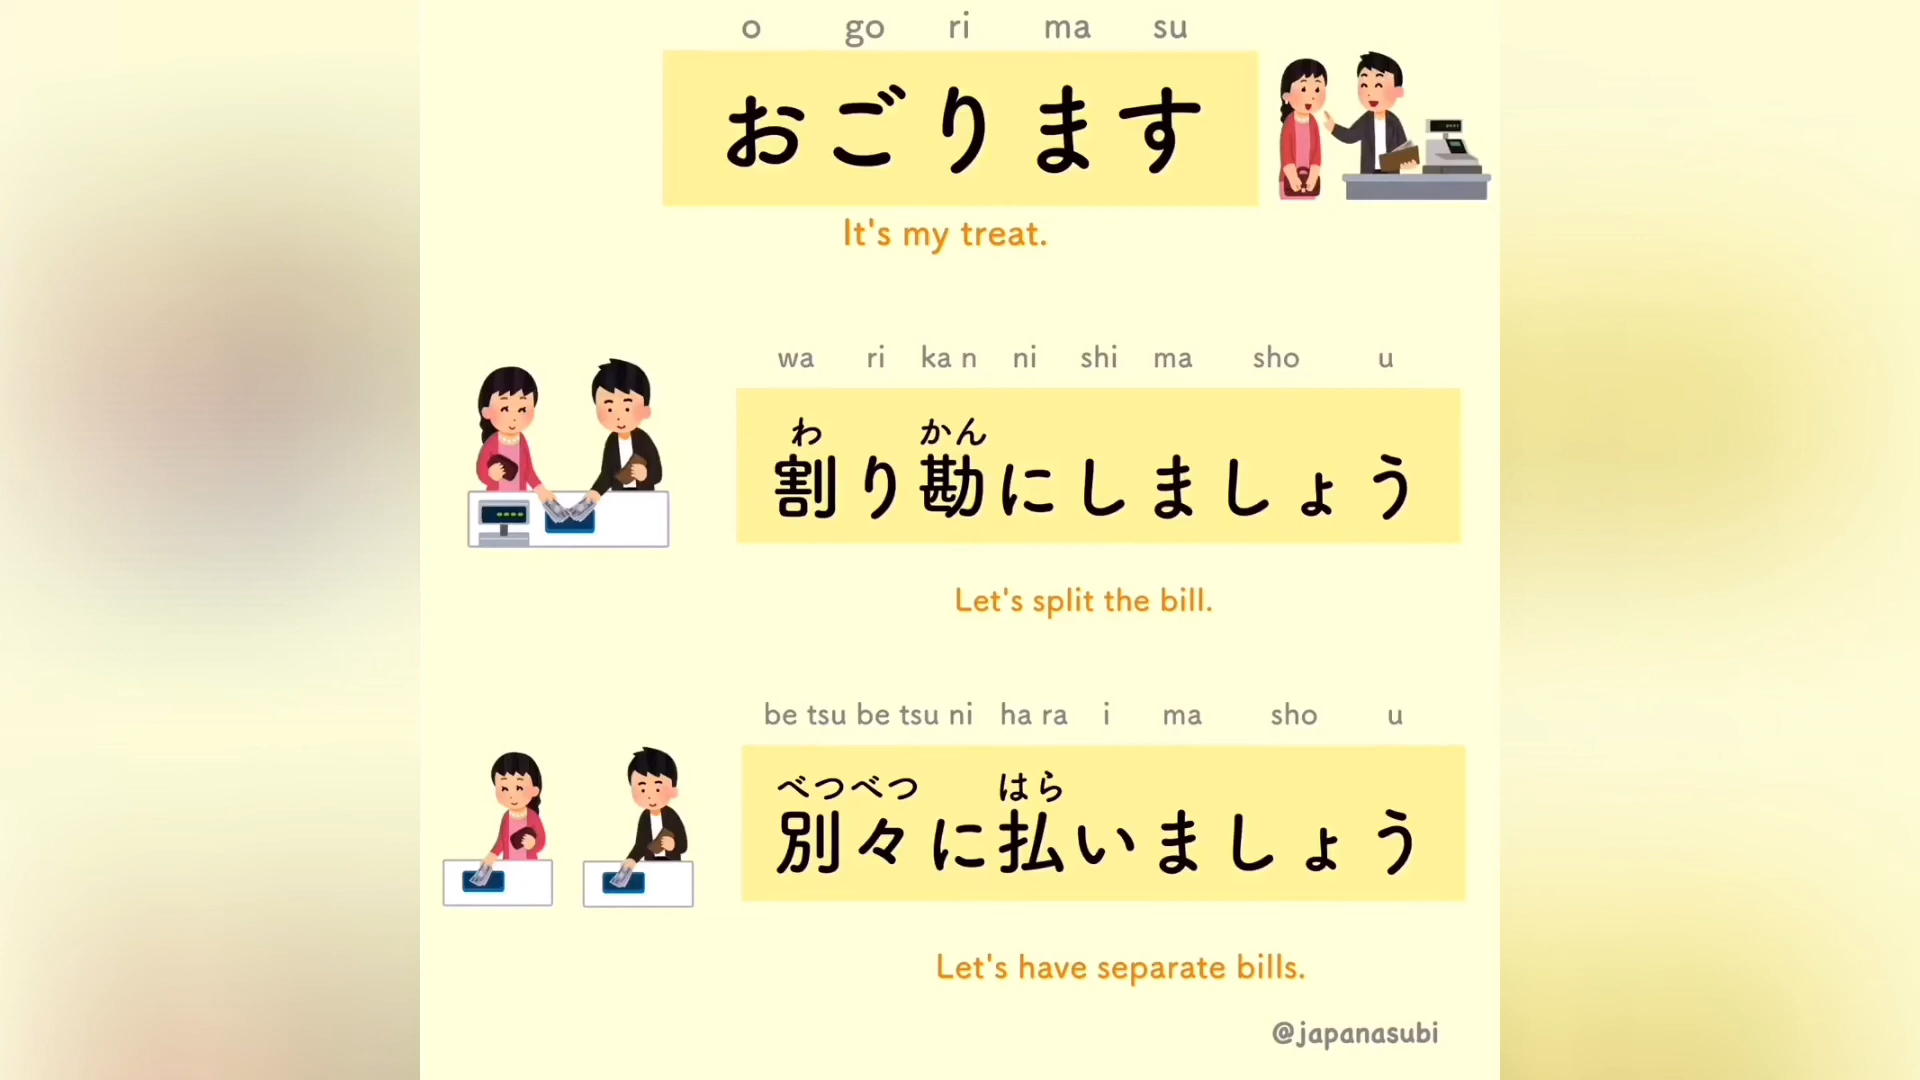 o go ri ma su
おごります
It's my treat.
wa ri ka n ni shi ma sho u
わ かん
割り勘にしましょう
Let's split the bill.
be tsu be tsu ni ha ra i ma sho u
べつべつ はら
別々に払いましょう
Let's have separate bills.
@japanasubi